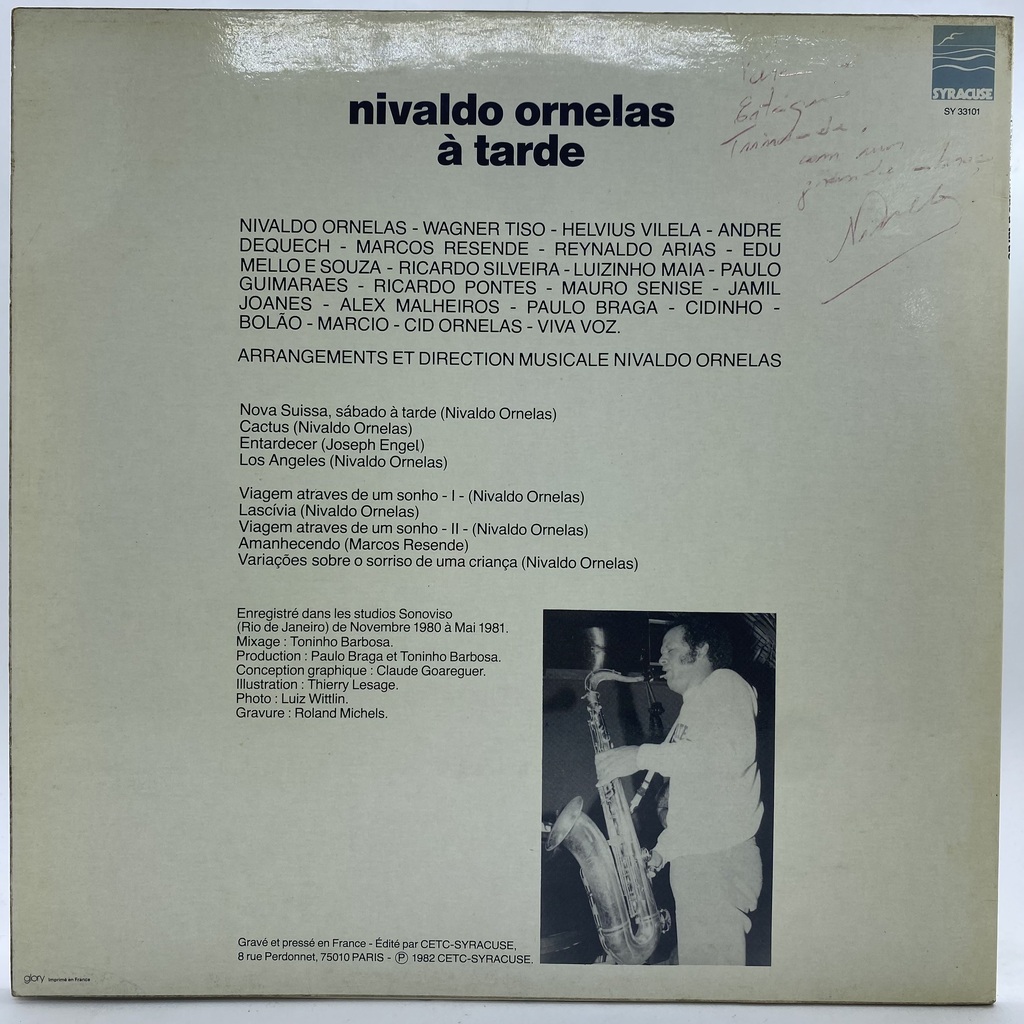 SYRACUSE
SY 33101
nivaldo ornelas
à tarde
Nivaldo
NIVALDO ORNELAS - WAGNER TISO - HELVIUS VILELA - ANDRE
DEQUECH - MARCOS RESENDE - REYNALDO ARIAS - EDU
MELLO E SOUZA - RICARDO SILVEIRA - LUIZINHO MAIA - PAULO
GUIMARAES - RICARDO PONTES - MAURO SENISE - JAMIL
JOANES - ALEX MALHEIROS - PAULO BRAGA - CIDINHO -
BOLÃO - MARCIO - CID ORNELAS - VIVA VOZ.
ARRANGEMENTS ET DIRECTION MUSICALE NIVALDO ORNELAS
Nova Suissa, sábado à tarde (Nivaldo Ornelas)
Cactus (Nivaldo Ornelas)
Entardecer (Joseph Engel)
Los Angeles (Nivaldo Ornelas)
Viagem atraves de um sonho - I - (Nivaldo Ornelas)
Lascívia (Nivaldo Ornelas)
Viagem atraves de um sonho - II - (Nivaldo Ornelas)
Amanhecendo (Marcos Resende)
Variações sobre o sorriso de uma criança (Nivaldo Ornelas)
Enregistré dans les studios Sonoviso
(Rio de Janeiro) de Novembre 1980 à Mai 1981.
Mixage : Toninho Barbosa.
Production : Paulo Braga et Toninho Barbosa.
Conception graphique : Claude Goareguer.
Illustration : Thierry Lesage.
Photo : Luiz Wittlin.
Gravure : Roland Michels.
Gravé et pressé en France - Édité par CETC-SYRACUSE,
8 rue Perdonnet, 75010 PARIS - ℗ 1982 CETC-SYRACUSE.
glory Imprimé en France